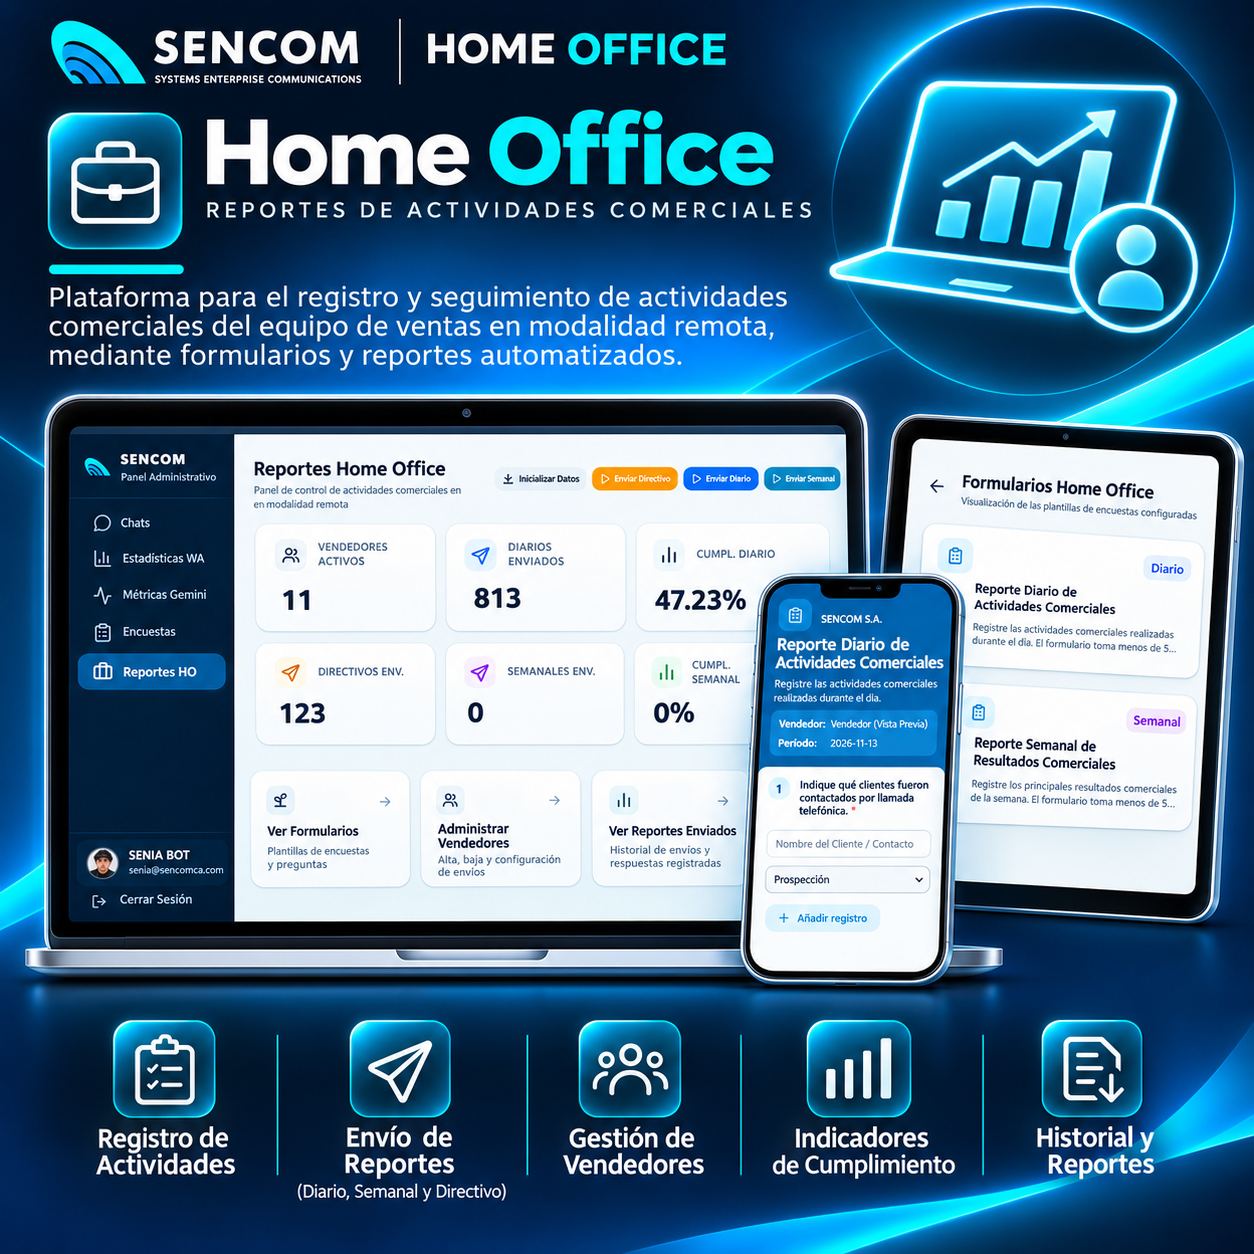 SENCOM
SYSTEMS ENTERPRISE COMMUNICATIONS
HOME OFFICE
Home Office
REPORTES DE ACTIVIDADES COMERCIALES
Plataforma para el registro y seguimiento de actividades
comerciales del equipo de ventas en modalidad remota,
mediante formularios y reportes automatizados.
SENCOM
Panel Administrativo
Chats
Estadísticas WA
Métricas Gemini
Encuestas
Reportes HO
SENIA BOT
senia@sencomca.com
Cerrar Sesión
Reportes Home Office
Panel de control de actividades comerciales en
en modalidad remota
Inicializar Datos
Enviar Directivo
Enviar Diario
Enviar Semanal
VENDEDORES
ACTIVOS
11
DIARIOS
ENVIADOS
813
CUMPL. DIARIO
47.23%
DIRECTIVOS ENV.
123
SEMANALES ENV.
0
CUMPL.
SEMANAL
0%
Ver Formularios
Plantillas de encuestas
y preguntas
Administrar
Vendedores
Alta, baja y configuración
de envíos
Ver Reportes Enviados
Historial de envíos y
respuestas registradas
SENCOM S.A.
Reporte Diario de
Actividades Comerciales
Registre las actividades comerciales
realizadas durante el día.
Vendedor: Vendedor (Vista Previa)
Período: 2026-11-13
1 Indique qué clientes fueron
contactados por llamada
telefónica. *
Nombre del Cliente / Contacto
Prospección
+ Añadir registro
Formularios Home Office
Visualización de las plantillas de encuestas configuradas
Diario
Reporte Diario de
Actividades Comerciales
Registre las actividades comerciales realizadas
durante el día. El formulario toma menos de 5...
Semanal
Reporte Semanal de
Resultados Comerciales
Registre los principales resultados comerciales
de la semana. El formulario toma menos de 5...
Registro de
Actividades
Envío de
Reportes
(Diario, Semanal y Directivo)
Gestión de
Vendedores
Indicadores
de Cumplimiento
Historial y
Reportes